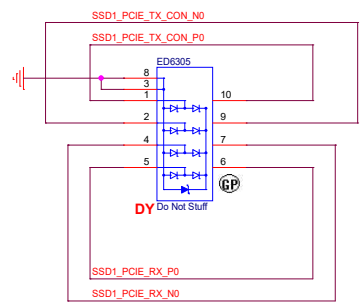 SSD1_PCIE_TX_CON_N0
SSD1_PCIE_TX_CON_P0
ED6305
8
3
1 10
2 9
4 7
5 6
GP
DY Do Not Stuff
SSD1_PCIE_RX_P0
SSD1_PCIE_RX_N0